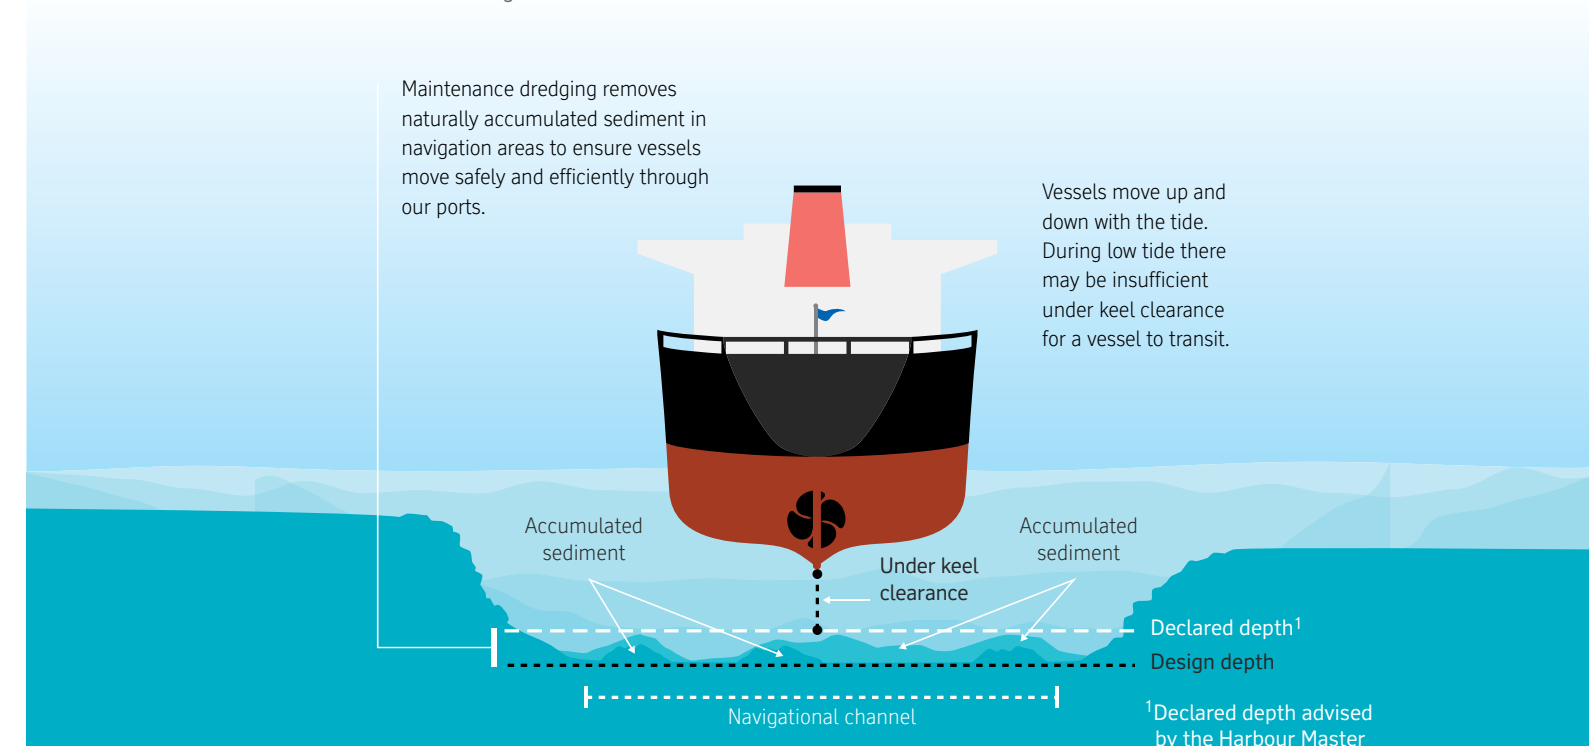 Maintenance dredging removes
naturally accumulated sediment in
navigation areas to ensure vessels
move safely and efficiently through
our ports.
Vessels move up and
down with the tide.
During low tide there
may be insufficient
under keel clearance
for a vessel to transit.
Accumulated
sediment
Accumulated
sediment
Under keel
clearance
Declared depth¹
Design depth
Navigational channel
¹Declared depth advised
by the Harbour Master